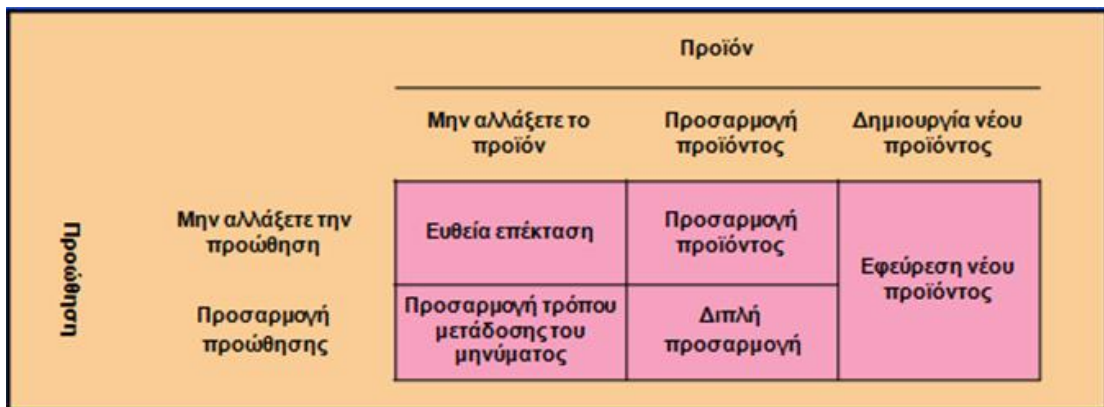 Προϊόν
Μην αλλάξετε το
προϊόν
Προσαρμογή
προϊόντος
Δημιουργία νέου
προϊόντος
Προώθηση
Μην αλλάξετε την
προώθηση
Ευθεία επέκταση
Προσαρμογή
προϊόντος
Εφεύρεση νέου
προϊόντος
Προσαρμογή
προώθησης
Προσαρμογή τρόπου
μετάδοσης του
μηνύματος
Διπλή
προσαρμογή